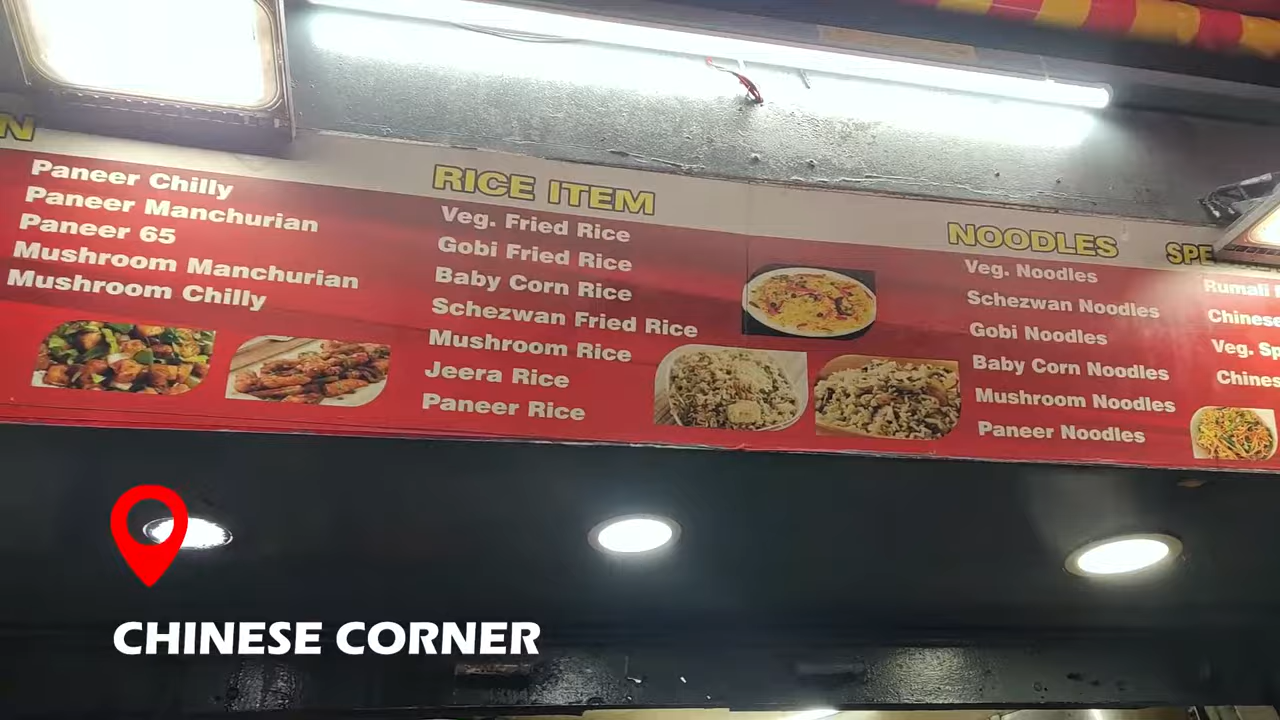 N
Paneer Chilly
Paneer Manchurian
Paneer 65
Mushroom Manchurian
Mushroom Chilly
RICE ITEM
Veg. Fried Rice
Gobi Fried Rice
Baby Corn Rice
Schezwan Fried Rice
Mushroom Rice
Jeera Rice
Paneer Rice
NOODLES
Veg. Noodles
Schezwan Noodles
Gobi Noodles
Baby Corn Noodles
Mushroom Noodles
Paneer Noodles
SPE
Rumali
Chinese
Veg. Sp
Chines
CHINESE CORNER